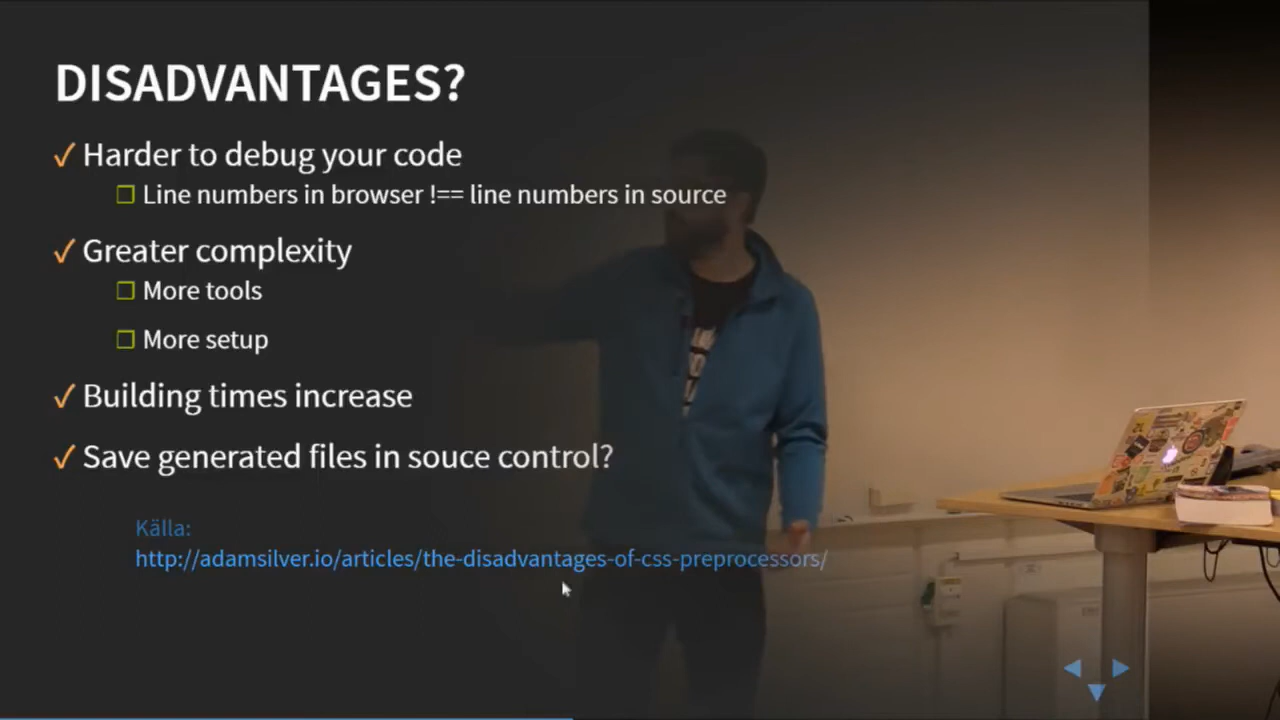 DISADVANTAGES?
Harder to debug your code
Line numbers in browser !== line numbers in source
Greater complexity
More tools
More setup
Building times increase
Save generated files in souce control?
Källa:
http://adamsilver.io/articles/the-disadvantages-of-css-preprocessors/